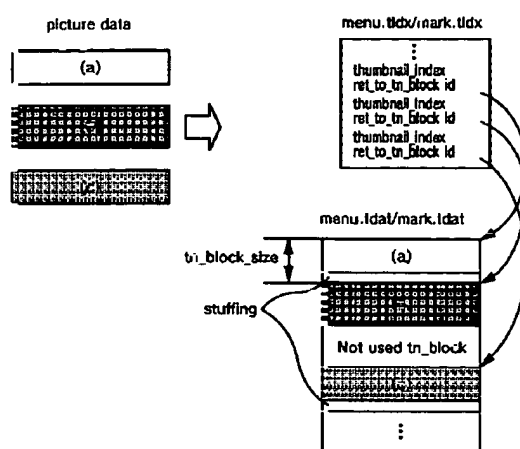 picture data
(a)
menu.tidx/mark.tidx
thumbnail_index
ref_to_tn_block id
thumbnail_index
ref_to_tn_block id
thumbnail_index
ref_to_tn_block id
menu.tdat/mark.tdat
tn_block_size
(a)
stuffing
Not used tn_block